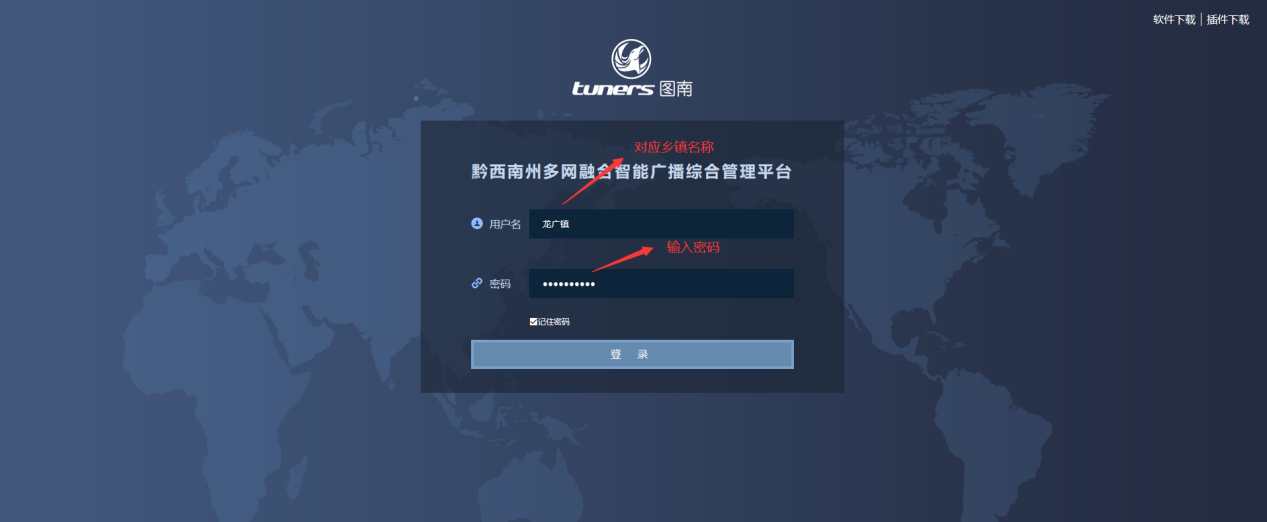 软件下载 | 插件下载
tuners 图南
对应乡镇名称
黔西南州多网融合智能广播综合管理平台
用户名 龙广镇
输入密码
密码 ••••••••••
记住密码
登 录